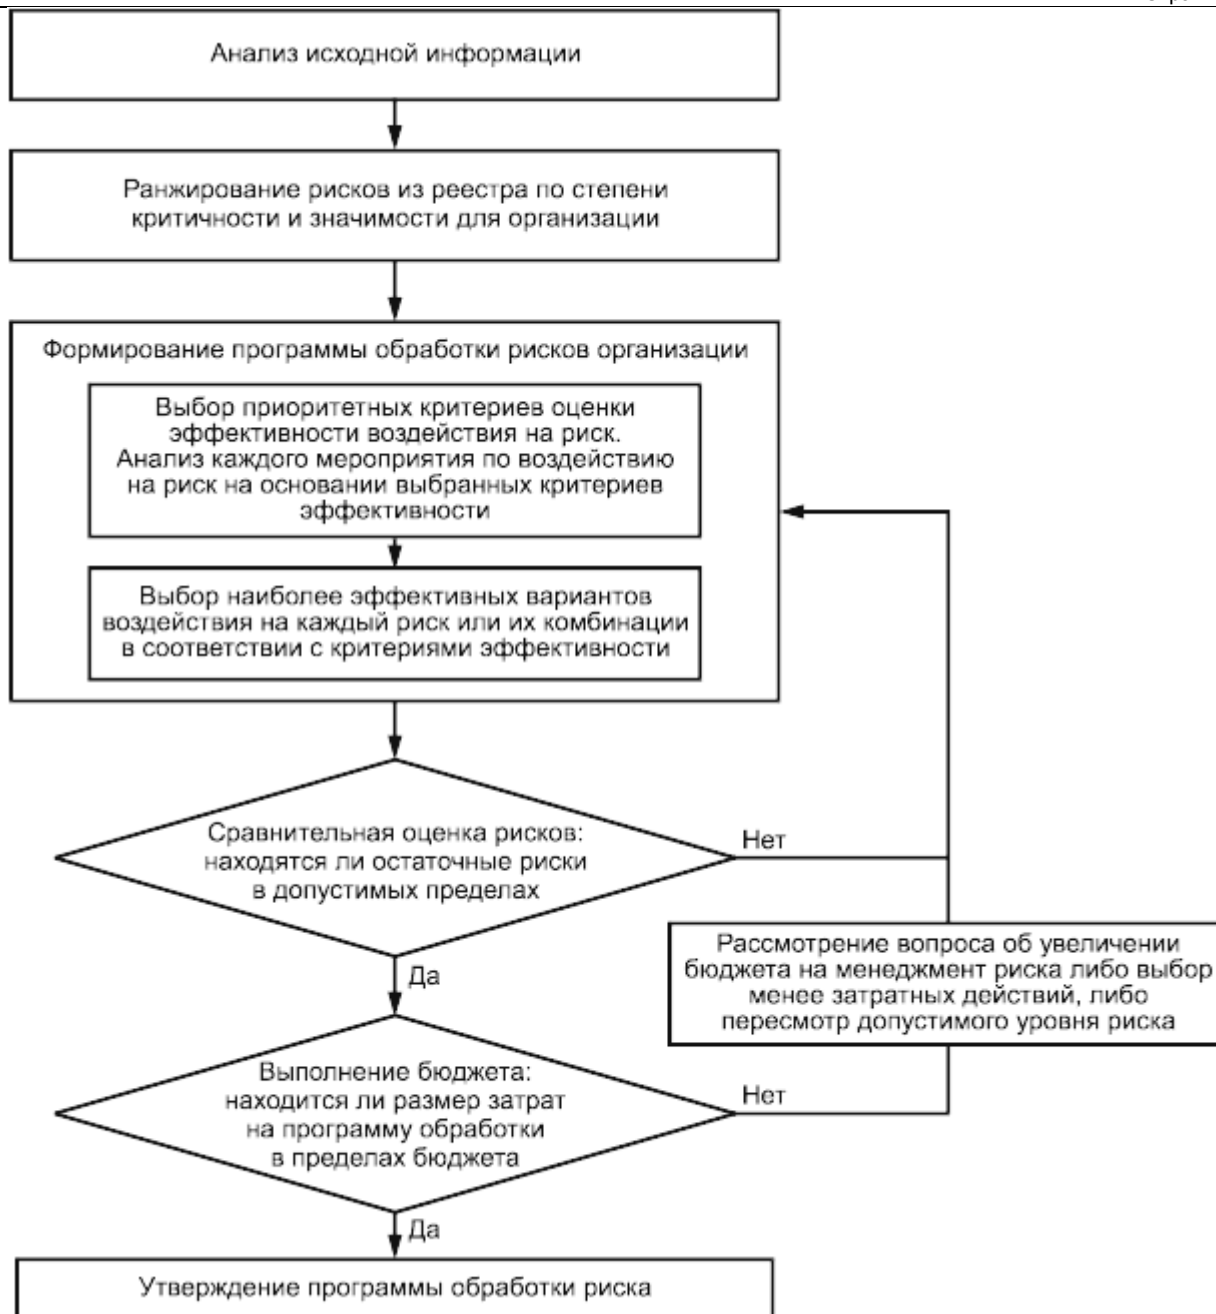 Анализ исходной информации
Ранжирование рисков из реестра по степени
критичности и значимости для организации
Формирование программы обработки рисков организации
Выбор приоритетных критериев оценки
эффективности воздействия на риск.
Анализ каждого мероприятия по воздействию
на риск на основании выбранных критериев
эффективности
Выбор наиболее эффективных вариантов
воздействия на каждый риск или их комбинации
в соответствии с критериями эффективности
Сравнительная оценка рисков:
находятся ли остаточные риски
в допустимых пределах
Нет
Да
Рассмотрение вопроса об увеличении
бюджета на менеджмент риска либо выбор
менее затратных действий, либо
пересмотр допустимого уровня риска
Выполнение бюджета:
находится ли размер затрат
на программу обработки
в пределах бюджета
Нет
Да
Утверждение программы обработки риска